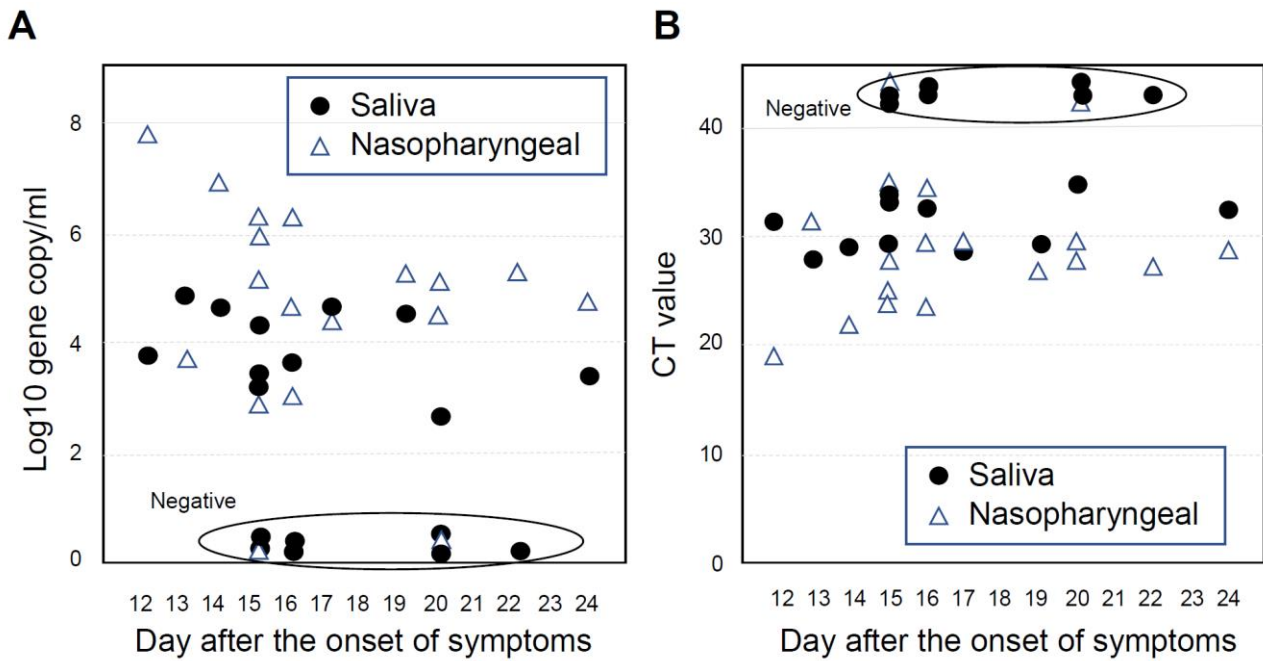 A
Log10 gene copy/ml
8
6
4
2
0
Saliva
Nasopharyngeal
Negative
12 13 14 15 16 17 18 19 20 21 22 23 24
Day after the onset of symptoms
B
CT value
40
30
20
10
0
Negative
Saliva
Nasopharyngeal
12 13 14 15 16 17 18 19 20 21 22 23 24
Day after the onset of symptoms